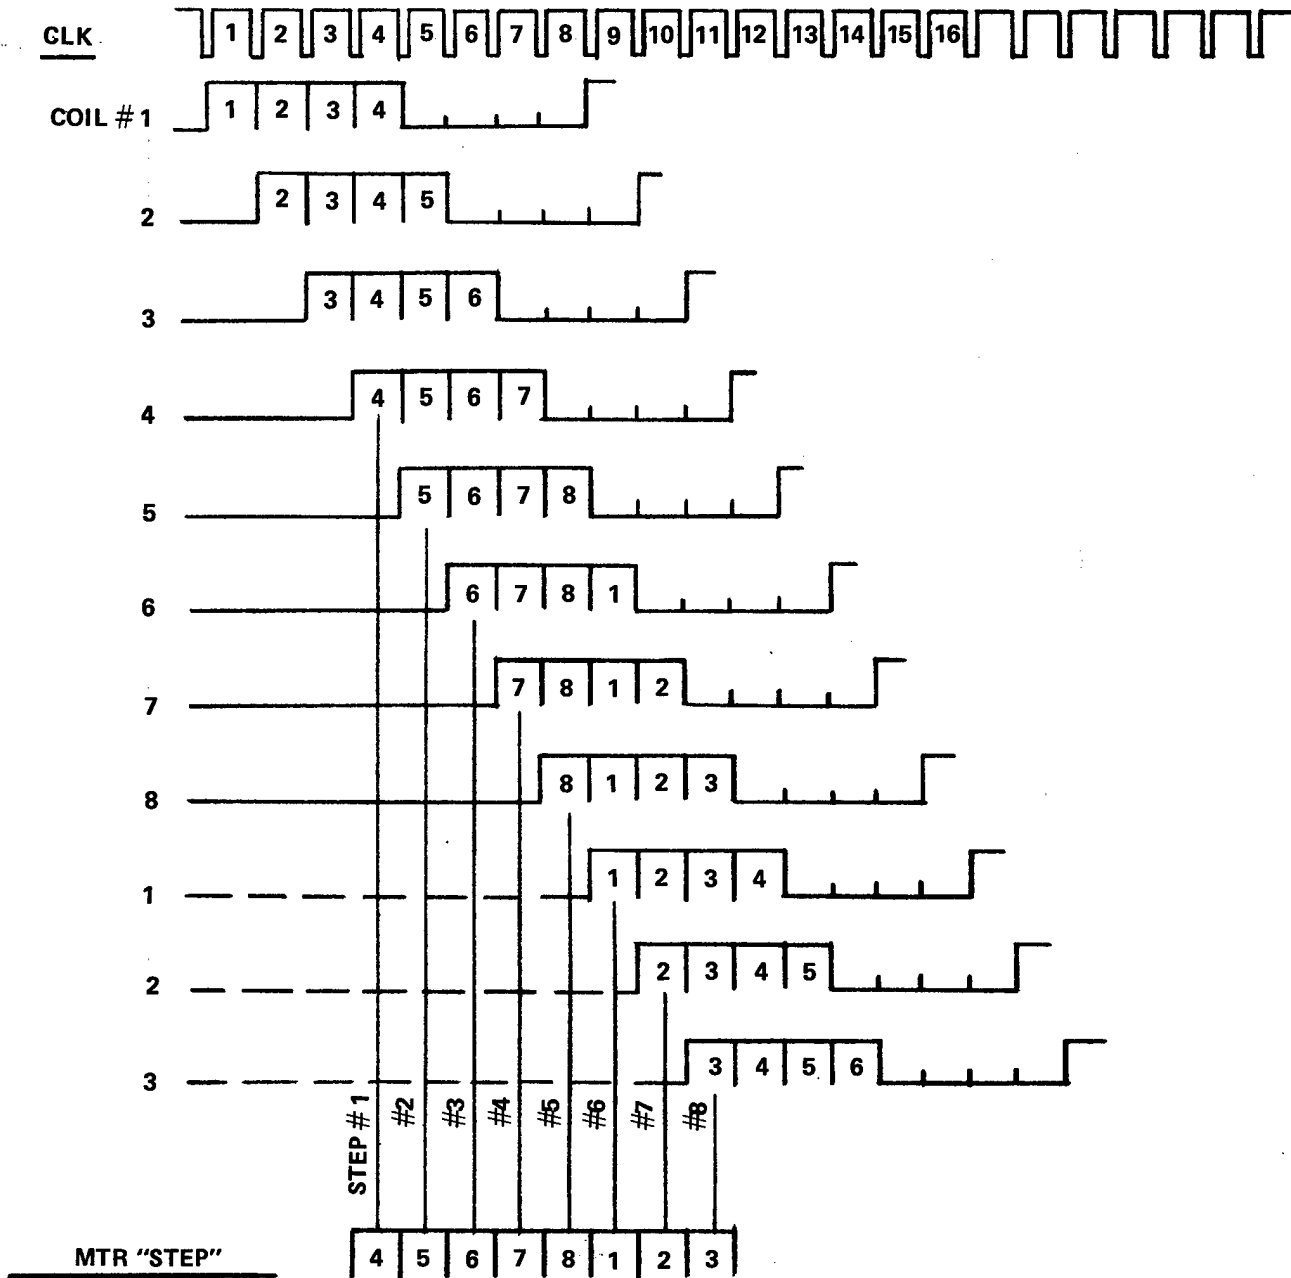 CLK 1 2 3 4 5 6 7 8 9 10 11 12 13 14 15 16
COIL #1 1 2 3 4
2 2 3 4 5
3 3 4 5 6
4 4 5 6 7
5 5 6 7 8
6 6 7 8 1
7 7 8 1 2
8 8 1 2 3
1 1 2 3 4
2 2 3 4 5
3 3 4 5 6
STEP #1 #2 #3 #4 #5 #6 #7 #8
MTR "STEP" 4 5 6 7 8 1 2 3